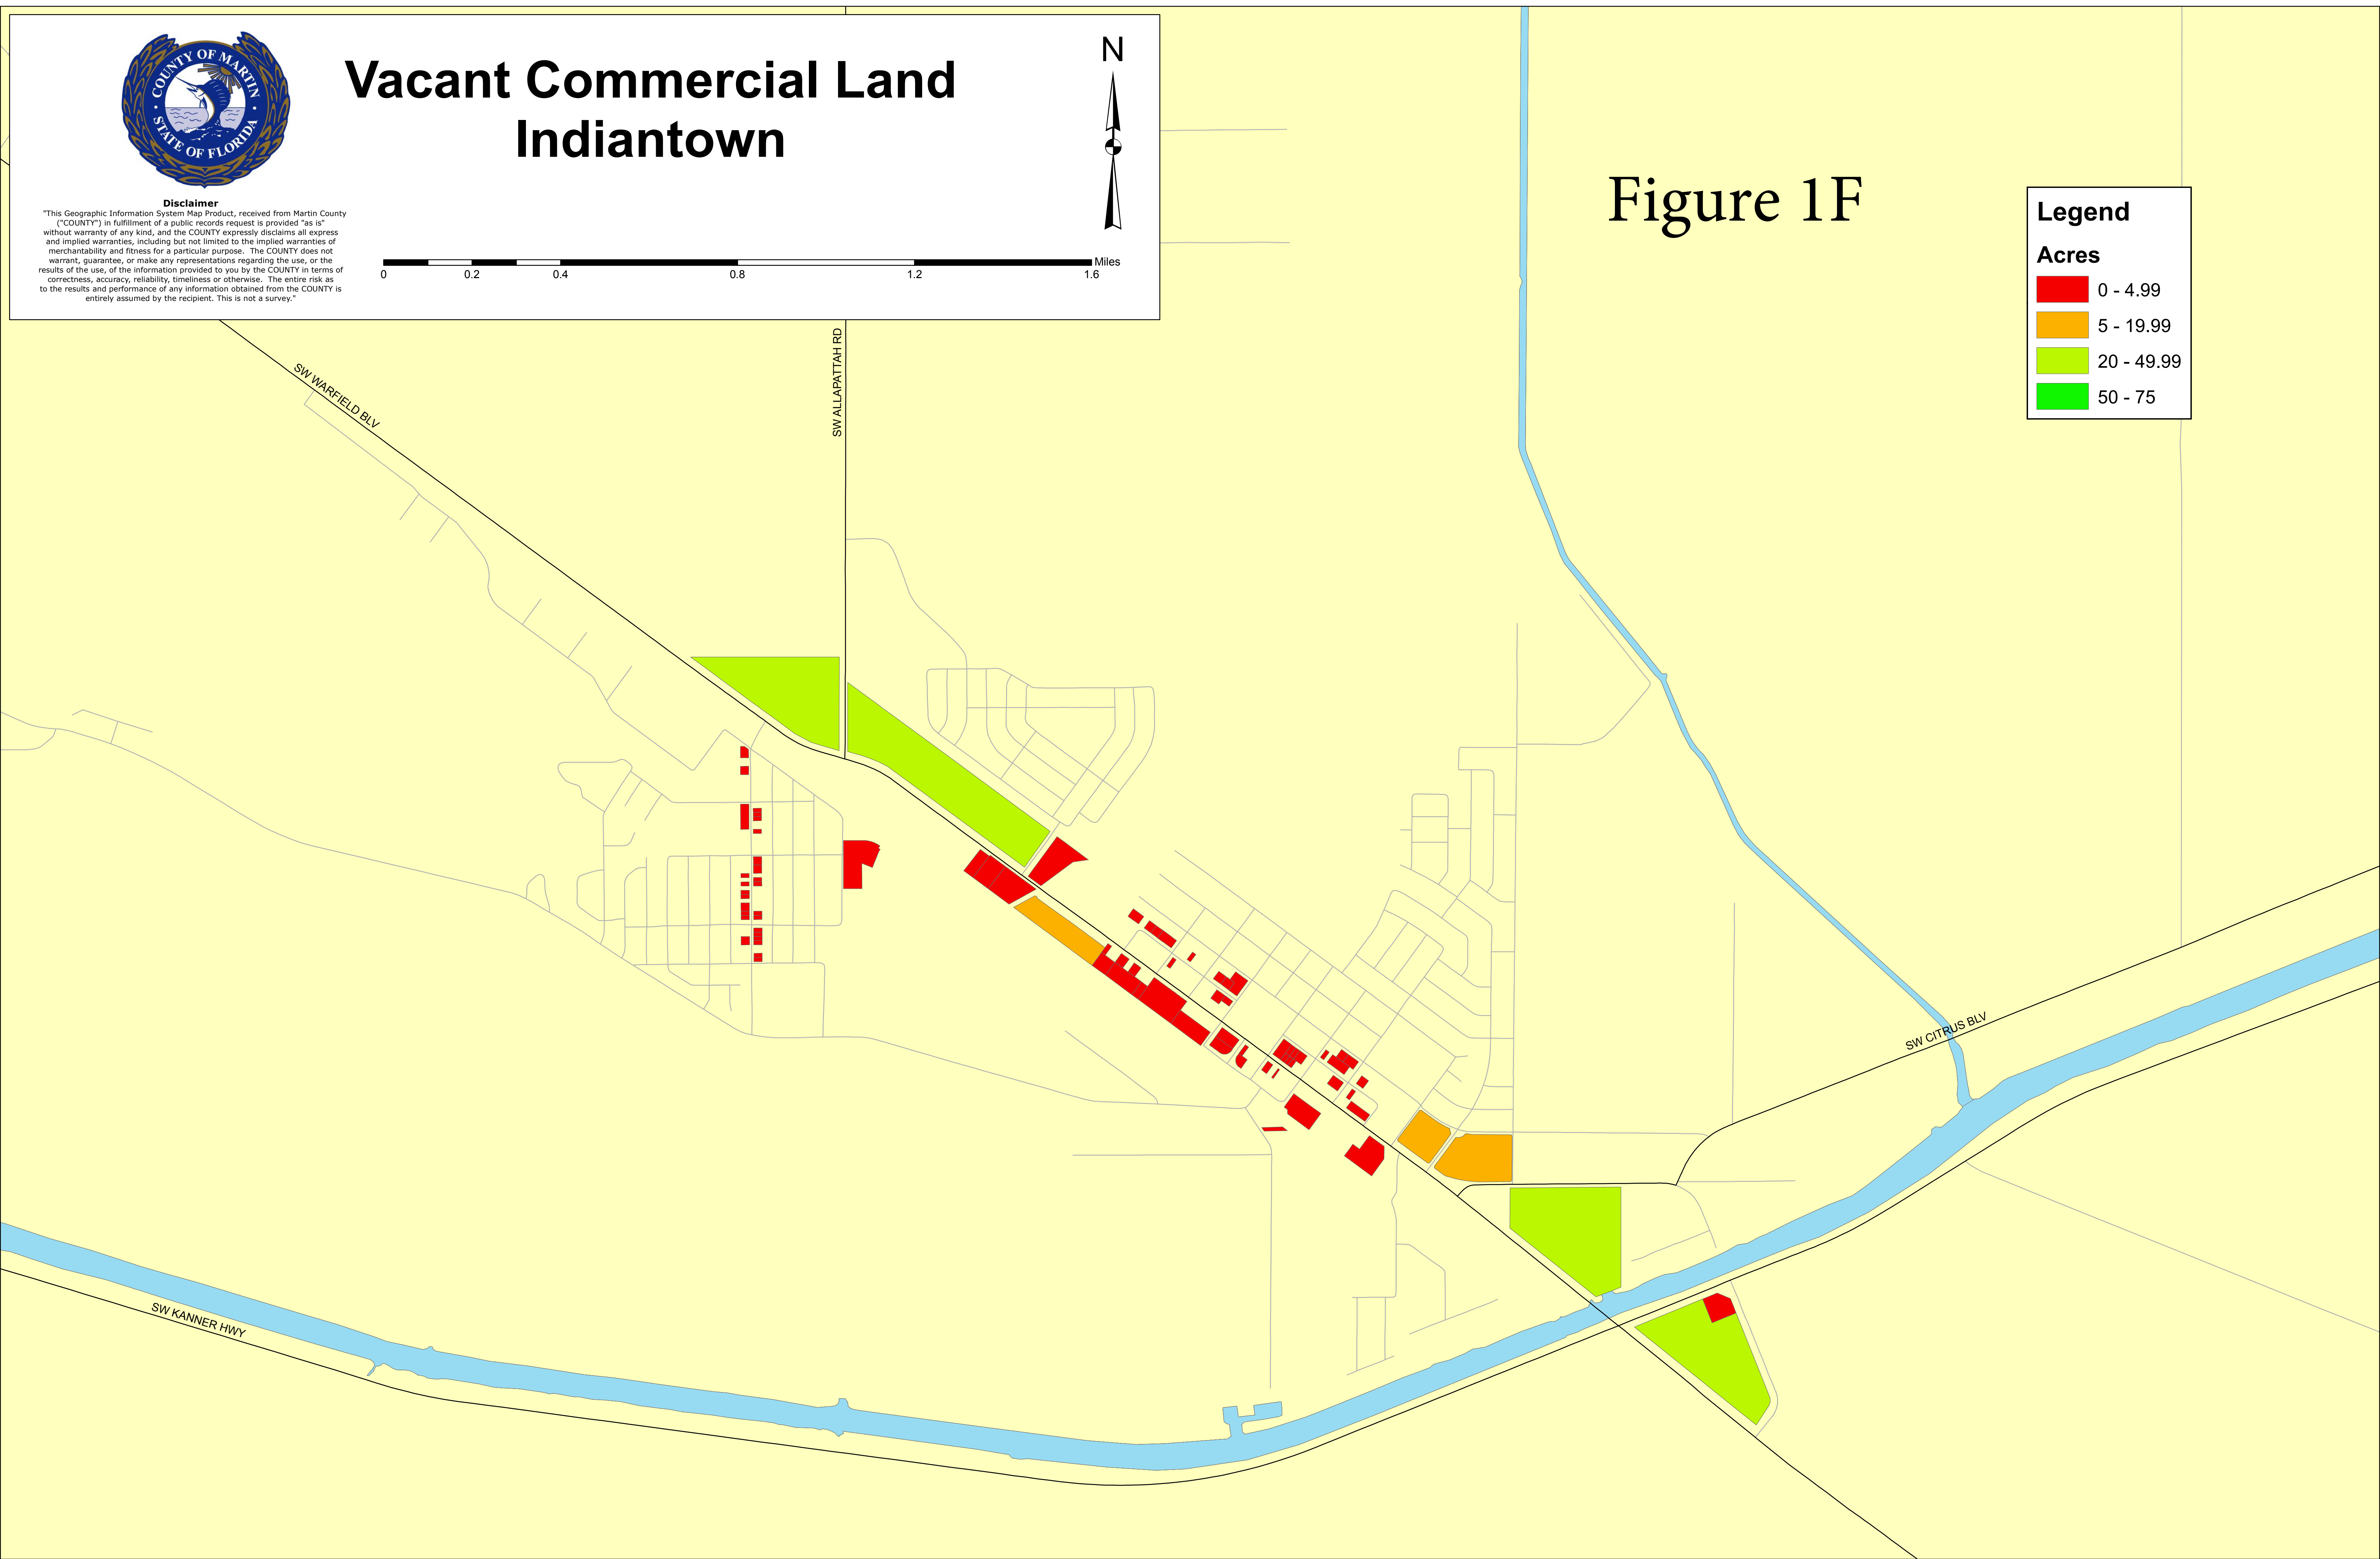 COUNTY OF MARTIN
STATE OF FLORIDA
Vacant Commercial Land
Indiantown
N
Disclaimer
"This Geographic Information System Map Product, received from Martin County
("COUNTY") in fulfillment of a public records request is provided "as is"
without warranty of any kind, and the COUNTY expressly disclaims all express
and implied warranties, including but not limited to the implied warranties of
merchantability and fitness for a particular purpose. The COUNTY does not
warrant, guarantee, or make any representations regarding the use, or the
results of the use, of the information provided to you by the COUNTY in terms of
correctness, accuracy, reliability, timeliness or otherwise. The entire risk as
to the results and performance of any information obtained from the COUNTY is
entirely assumed by the recipient. This is not a survey."
Miles
0 0.2 0.4 0.8 1.2 1.6
Figure 1F
Legend
Acres
0 - 4.99
5 - 19.99
20 - 49.99
50 - 75
SW WARFIELD BLV
SW ALLAPATTAH RD
SW CITRUS BLV
SW KANNER HWY